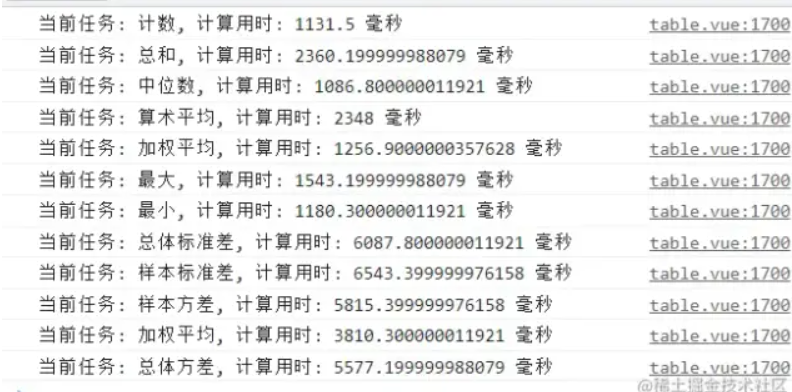 当前任务: 计数, 计算用时: 1131.5 毫秒 table.vue:1700
当前任务: 总和, 计算用时: 2360.199999988079 毫秒 table.vue:1700
当前任务: 中位数, 计算用时: 1086.800000011921 毫秒 table.vue:1700
当前任务: 算术平均, 计算用时: 2348 毫秒 table.vue:1700
当前任务: 加权平均, 计算用时: 1256.9000000357628 毫秒 table.vue:1700
当前任务: 最大, 计算用时: 1543.199999988079 毫秒 table.vue:1700
当前任务: 最小, 计算用时: 1180.300000011921 毫秒 table.vue:1700
当前任务: 总体标准差, 计算用时: 6087.800000011921 毫秒 table.vue:1700
当前任务: 样本标准差, 计算用时: 6543.399999976158 毫秒 table.vue:1700
当前任务: 样本方差, 计算用时: 5815.399999976158 毫秒 table.vue:1700
当前任务: 加权平均, 计算用时: 3810.300000011921 毫秒 table.vue:1700
当前任务: 总体方差, 计算用时: 5577.199999988079 毫秒 table.vue:1700
@稀土掘金技术社区